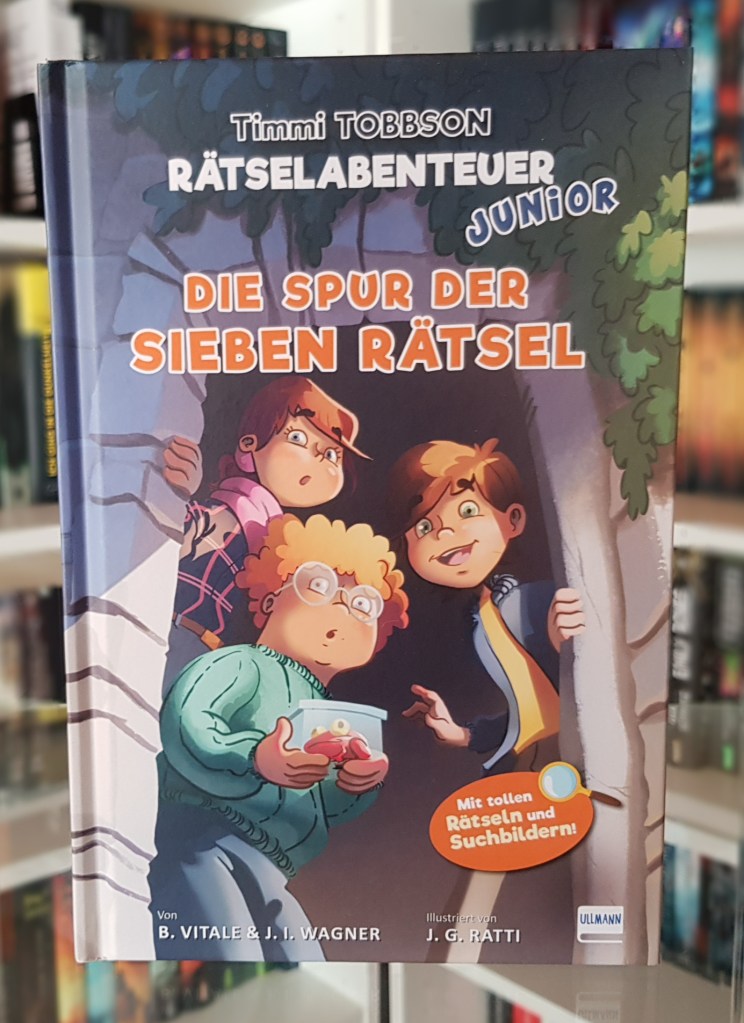 Timmi TOBBSON
RÄTSELABENTEUER
JUNiOR
DIE SPUR DER
SIEBEN RÄTSEL
Mit tollen
Rätseln und
Suchbildern!
Von
B. VITALE & J. I. WAGNER
Illustriert von
J. G. RATTI
ULLMANN